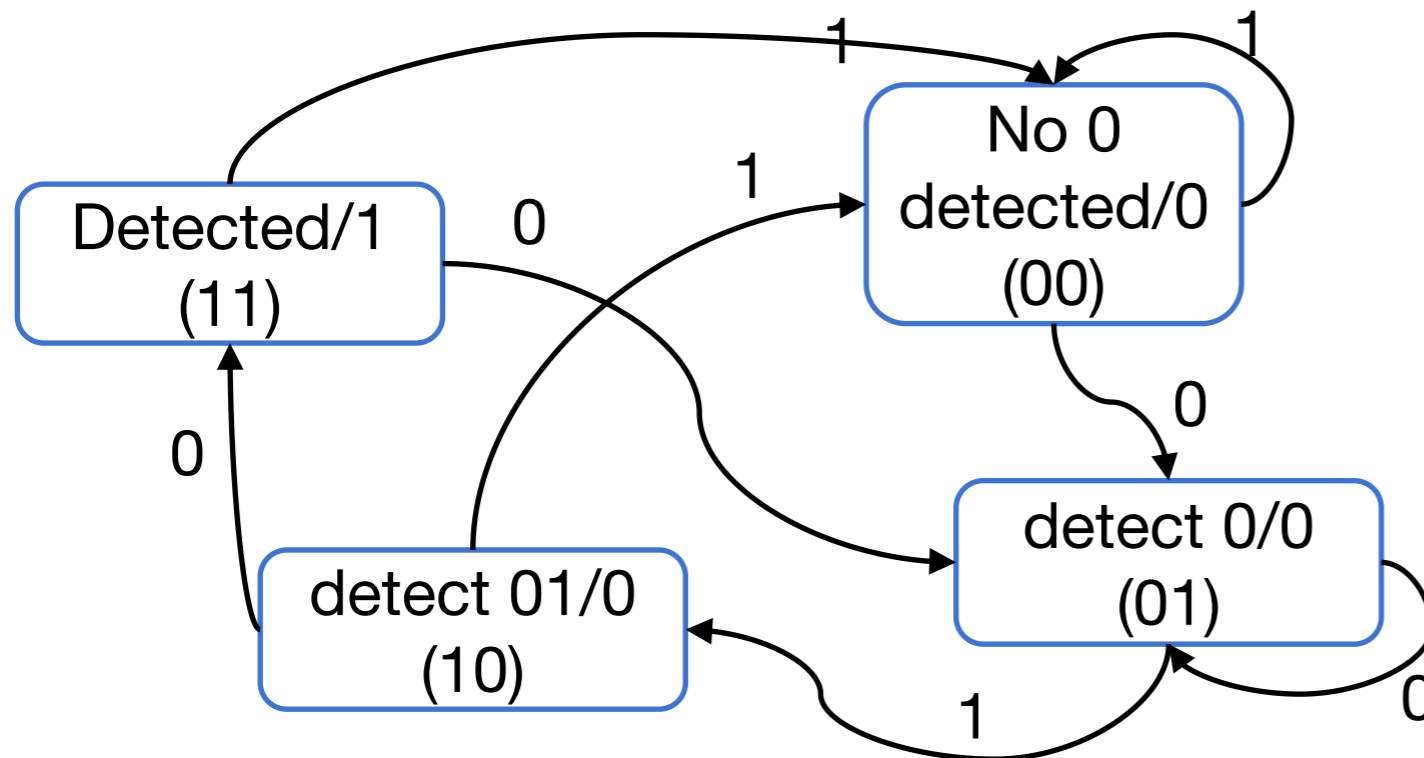 1
1
No 0
detected/0
(00)
1
Detected/1
(11)
0
0
0
detect 0/0
(01)
detect 01/0
(10)
1
0